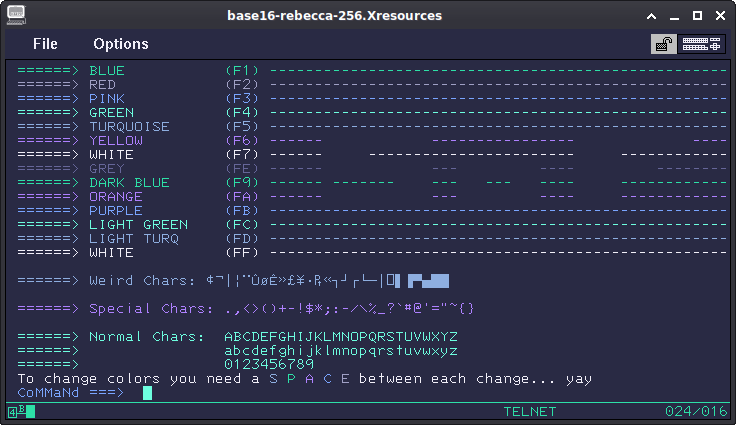 base16-rebecca-256.Xresources
File Options
======> BLUE (F1) --------------------------------------------------
======> RED (F2) --------------------------------------------------
======> PINK (F3) --------------------------------------------------
======> GREEN (F4) --------------------------------------------------
======> TURQUOISE (F5) --------------------------------------------------
======> YELLOW (F6) ------ -------------- ----
======> WHITE (F7) ------ ---------------------- ------------
======> GREY (FE) ------ --- ----
======> DARK BLUE (F9) ------ ------- --- --- ---- ------------
======> ORANGE (FA) ------ --- ---- ------------
======> PURPLE (FB) --------------------------------------------------
======> LIGHT GREEN (FC) --------------------------------------------------
======> LIGHT TURQ (FD) --------------------------------------------------
======> WHITE (FF) --------------------------------------------------
======> Weird Chars: ¢¬|¦¨ÛøÊ»£¥·₧«┐┘┌└─│
======> Special Chars: .,<>()+-!$*;:-/\%_?`#@'="~{}
======> Normal Chars: ABCDEFGHIJKLMNOPQRSTUVWXYZ
======> abcdefghijklmnopqrstuvwxyz
======> 0123456789
To change colors you need a S P A C E between each change... yay
CoMMaNd ===>
4B TELNET 024/016